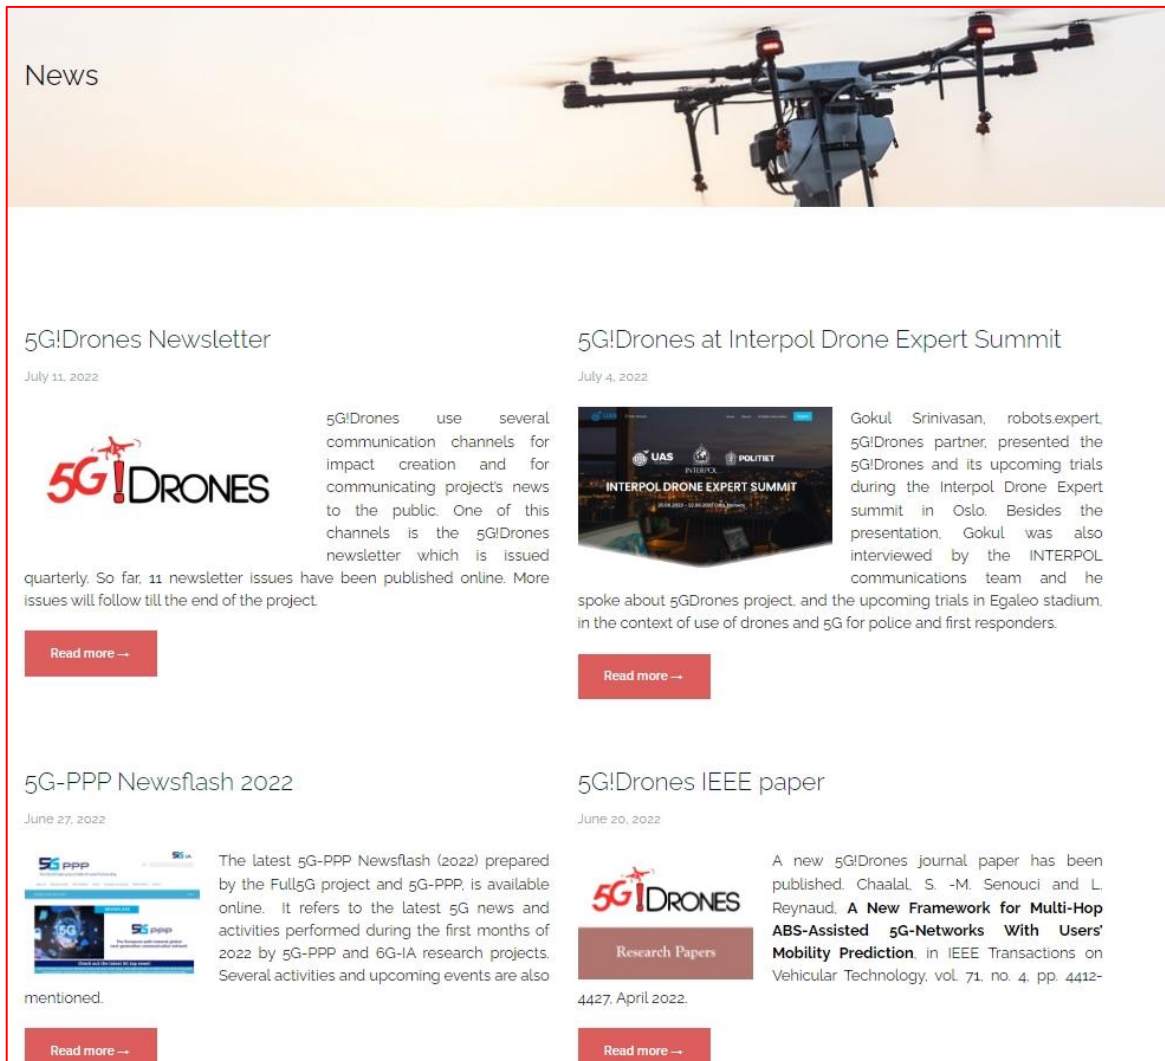 News
5G!Drones Newsletter
July 11, 2022
5G!DRONES
5G!Drones use several
communication channels for
impact creation and for
communicating project's news
to the public. One of this
channels is the 5G!Drones
newsletter which is issued
quarterly. So far, 11 newsletter issues have been published online. More
issues will follow till the end of the project.
Read more →
5G!Drones at Interpol Drone Expert Summit
July 4, 2022
UAS
INTERPOL
POLITIET
INTERPOL DRONE EXPERT SUMMIT
Gokul Srinivasan, robots.expert,
5G!Drones partner, presented the
5G!Drones and its upcoming trials
during the Interpol Drone Expert
summit in Oslo. Besides the
presentation, Gokul was also
interviewed by the INTERPOL
communications team and he
spoke about 5GDrones project, and the upcoming trials in Egaleo stadium,
in the context of use of drones and 5G for police and first responders.
Read more →
5G-PPP Newsflash 2022
June 27, 2022
5G PPP
5G IA
5G
5G PPP
The latest 5G-PPP Newsflash (2022) prepared
by the Full5G project and 5G-PPP, is available
online. It refers to the latest 5G news and
activities performed during the first months of
2022 by 5G-PPP and 6G-IA research projects.
Several activities and upcoming events are also
mentioned.
Read more →
5G!Drones IEEE paper
June 20, 2022
5G!DRONES
Research Papers
A new 5G!Drones journal paper has been
published. Chaalal, S. -M. Senouci and L.
Reynaud, A New Framework for Multi-Hop
ABS-Assisted 5G-Networks With Users'
Mobility Prediction, in IEEE Transactions on
Vehicular Technology, vol. 71, no. 4, pp. 4412-
4427, April 2022.
Read more →